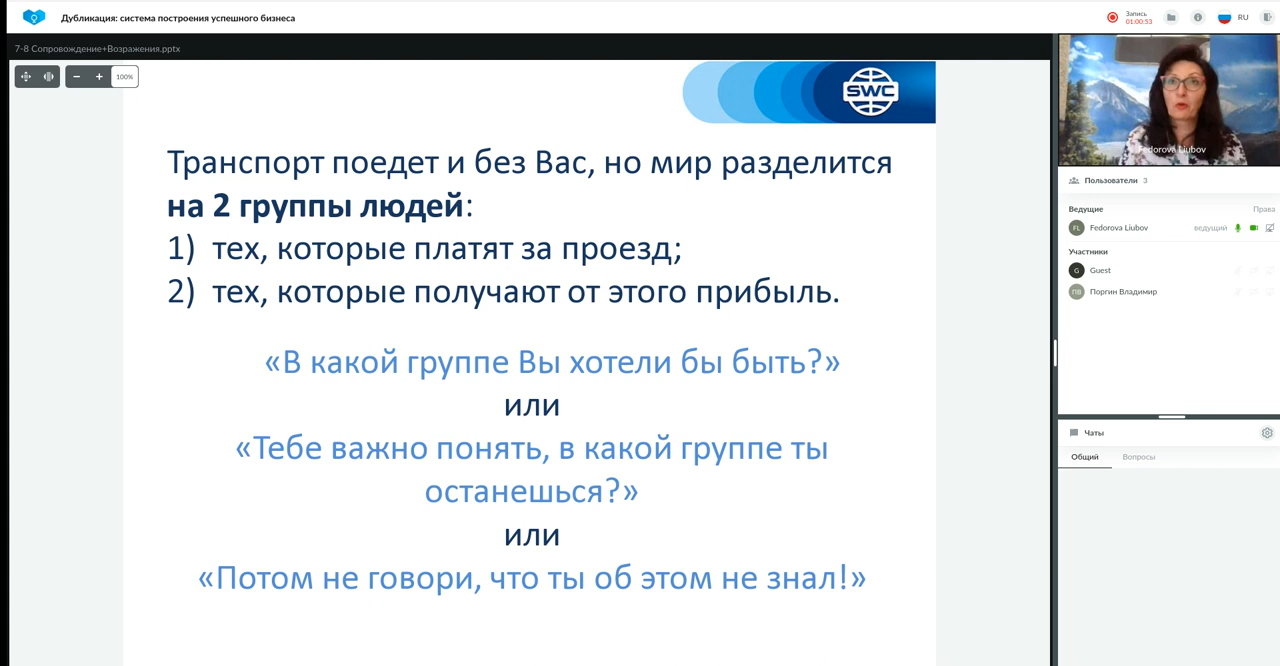 Дубликация: система построения успешного бизнеса
Запись
01:00:53
RU
7-8 Сопровождение+Возражения.pptx
100%
SWC
Транспорт поедет и без Вас, но мир разделится
на 2 группы людей:
1) тех, которые платят за проезд;
2) тех, которые получают от этого прибыль.
«В какой группе Вы хотели бы быть?»
или
«Тебе важно понять, в какой группе ты
останешься?»
или
«Потом не говори, что ты об этом не знал!»
Fedorova Liubov
Пользователи 3
Ведущие Права
FL Fedorova Liubov ведущий
Участники
G Guest
ПВ Поргин Владимир
Чаты
Общий Вопросы